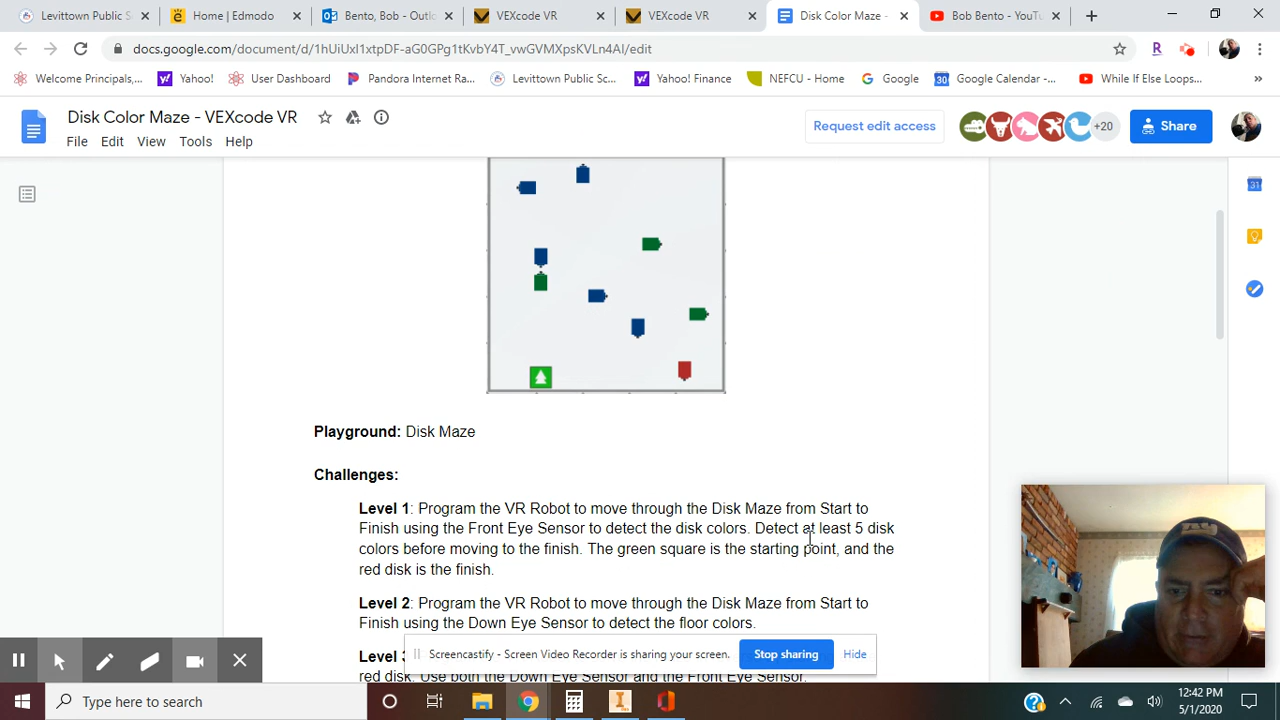 Levittown Public S
Home | Edmodo
Bento, Bob - Outlo
VEXcode VR
VEXcode VR
Disk Color Maze -
Bob Bento - YouTu
docs.google.com/document/d/1hUiUxI1xtpDF-aG0GPg1tKvbY4T_vwGVMXpsKVLn4AI/edit
Welcome Principals,...
Yahoo!
User Dashboard
Pandora Internet Ra...
Levittown Public Sc...
Yahoo! Finance
NEFCU - Home
Google
Google Calendar -...
While If Else Loops...
Disk Color Maze - VEXcode VR
File Edit View Tools Help
Request edit access
+20
Share
31
Playground: Disk Maze
Challenges:
Level 1: Program the VR Robot to move through the Disk Maze from Start to
Finish using the Front Eye Sensor to detect the disk colors. Detect at least 5 disk
colors before moving to the finish. The green square is the starting point, and the
red disk is the finish.
Level 2: Program the VR Robot to move through the Disk Maze from Start to
Finish using the Down Eye Sensor to detect the floor colors.
Level
red disk. Use both the Down Eye Sensor and the Front Eye Sensor.
Screencastify - Screen Video Recorder is sharing your screen.
Stop sharing
Hide
Type here to search
12:42 PM
5/1/2020